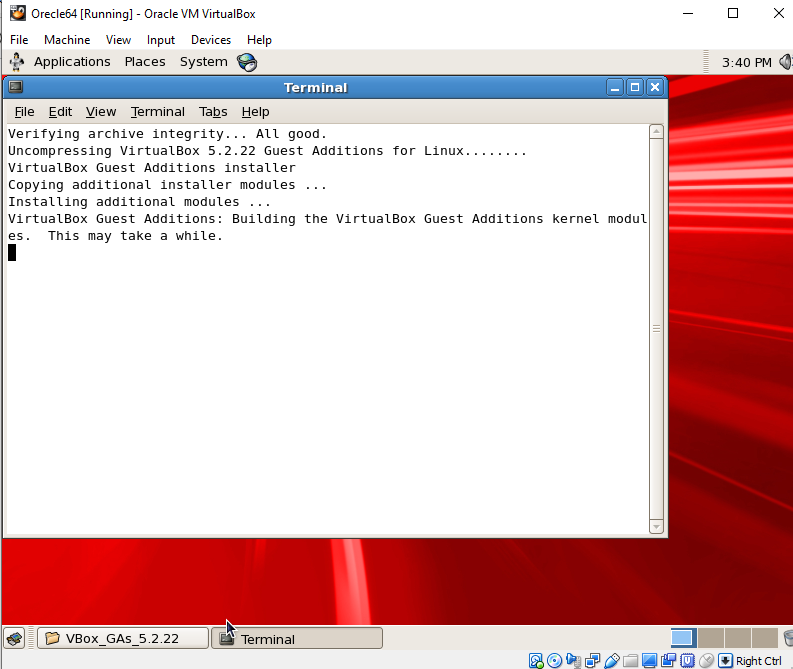 Orecle64 [Running] - Oracle VM VirtualBox
File Machine View Input Devices Help
Applications Places System 3:40 PM
Terminal
File Edit View Terminal Tabs Help
Verifying archive integrity... All good.
Uncompressing VirtualBox 5.2.22 Guest Additions for Linux........
VirtualBox Guest Additions installer
Copying additional installer modules ...
Installing additional modules ...
VirtualBox Guest Additions: Building the VirtualBox Guest Additions kernel modul
es.  This may take a while.
VBox_GAs_5.2.22 Terminal
Right Ctrl